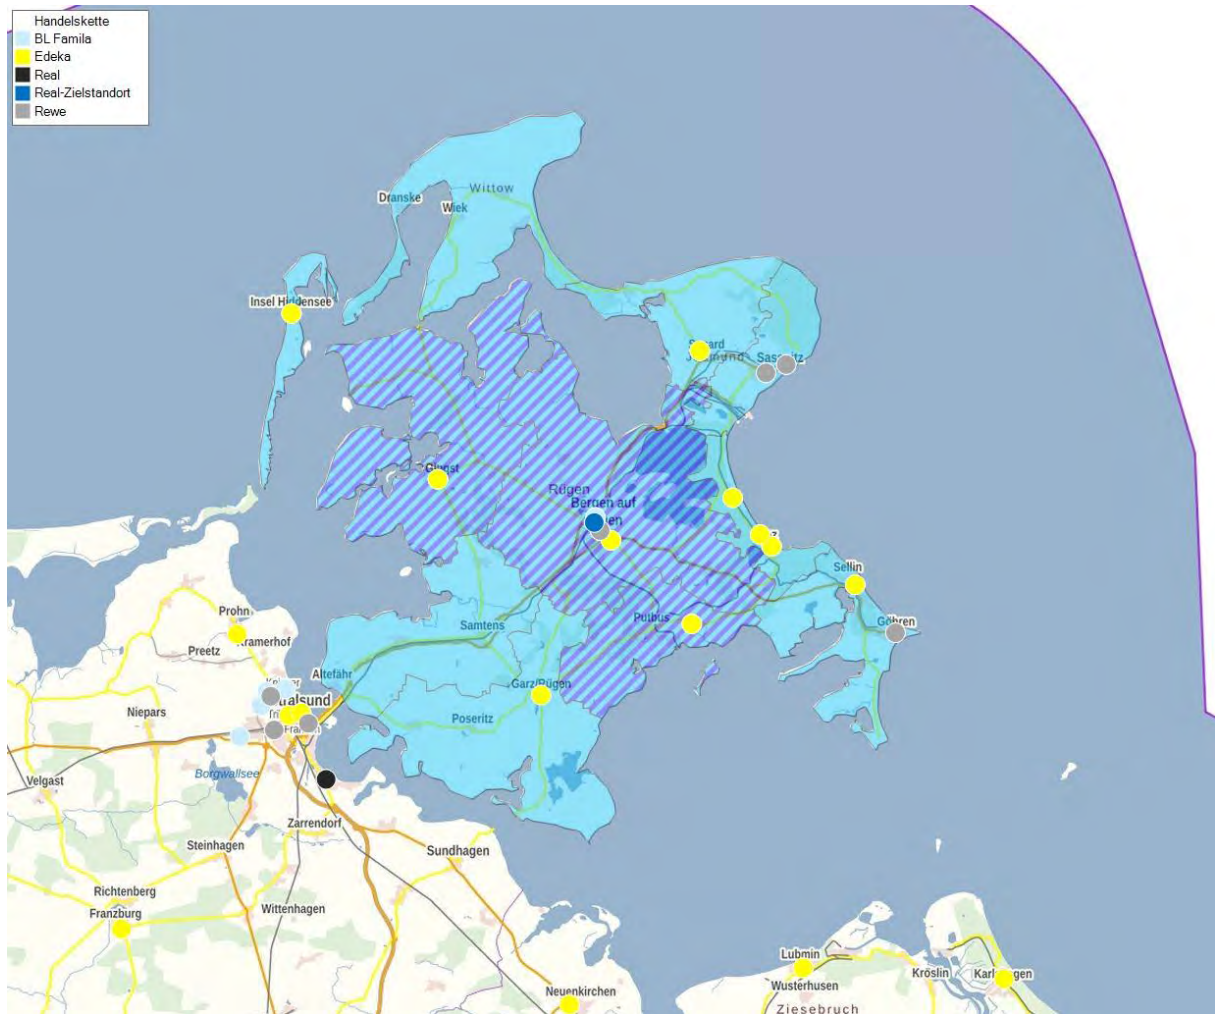 Handelskette
BL Famila
Edeka
Real
Real-Zielstandort
Rewe
Wittow
Dranske
Wiek
Insel Hiddensee
Rügen
Bergen auf
Sellin
Göhren
Putbus
Samtens
Prohn
Kramerhof
Preetz
Altefähr
Garz/Rügen
Poseritz
Niepars
Borgwallsee
Velgast
Zarrendorf
Steinhagen
Sundhagen
Richtenberg
Wittenhagen
Franzburg
Lubmin
Kröslin
Wusterhusen
Neuenkirchen
Ziesebruch